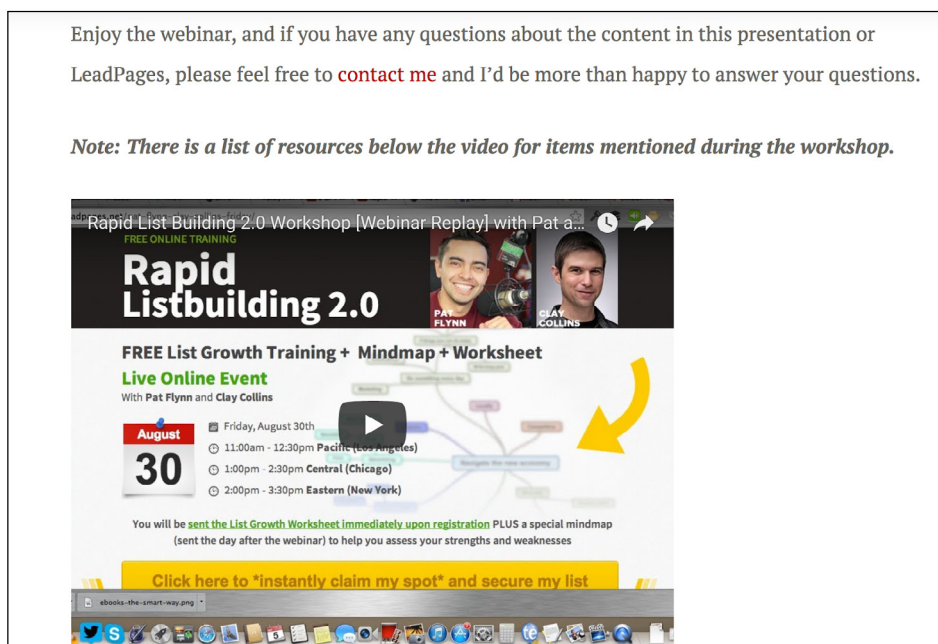 Enjoy the webinar, and if you have any questions about the content in this presentation or
LeadPages, please feel free to contact me and I’d be more than happy to answer your questions.
Note: There is a list of resources below the video for items mentioned during the workshop.
Rapid List Building 2.0 Workshop [Webinar Replay] with Pat a...
FREE ONLINE TRAINING
Rapid
Listbuilding 2.0
PAT
FLYNN
CLAY
COLLINS
FREE List Growth Training + Mindmap + Worksheet
Live Online Event
With Pat Flynn and Clay Collins
August
30
Friday, August 30th
11:00am - 12:30pm Pacific (Los Angeles)
1:00pm - 2:30pm Central (Chicago)
2:00pm - 3:30pm Eastern (New York)
Navigate the new economy
You will be sent the List Growth Worksheet immediately upon registration PLUS a special mindmap
(sent the day after the webinar) to help you assess your strengths and weaknesses
Click here to *instantly claim my spot* and secure my list
ebooks-the-smart-way.png
5
te